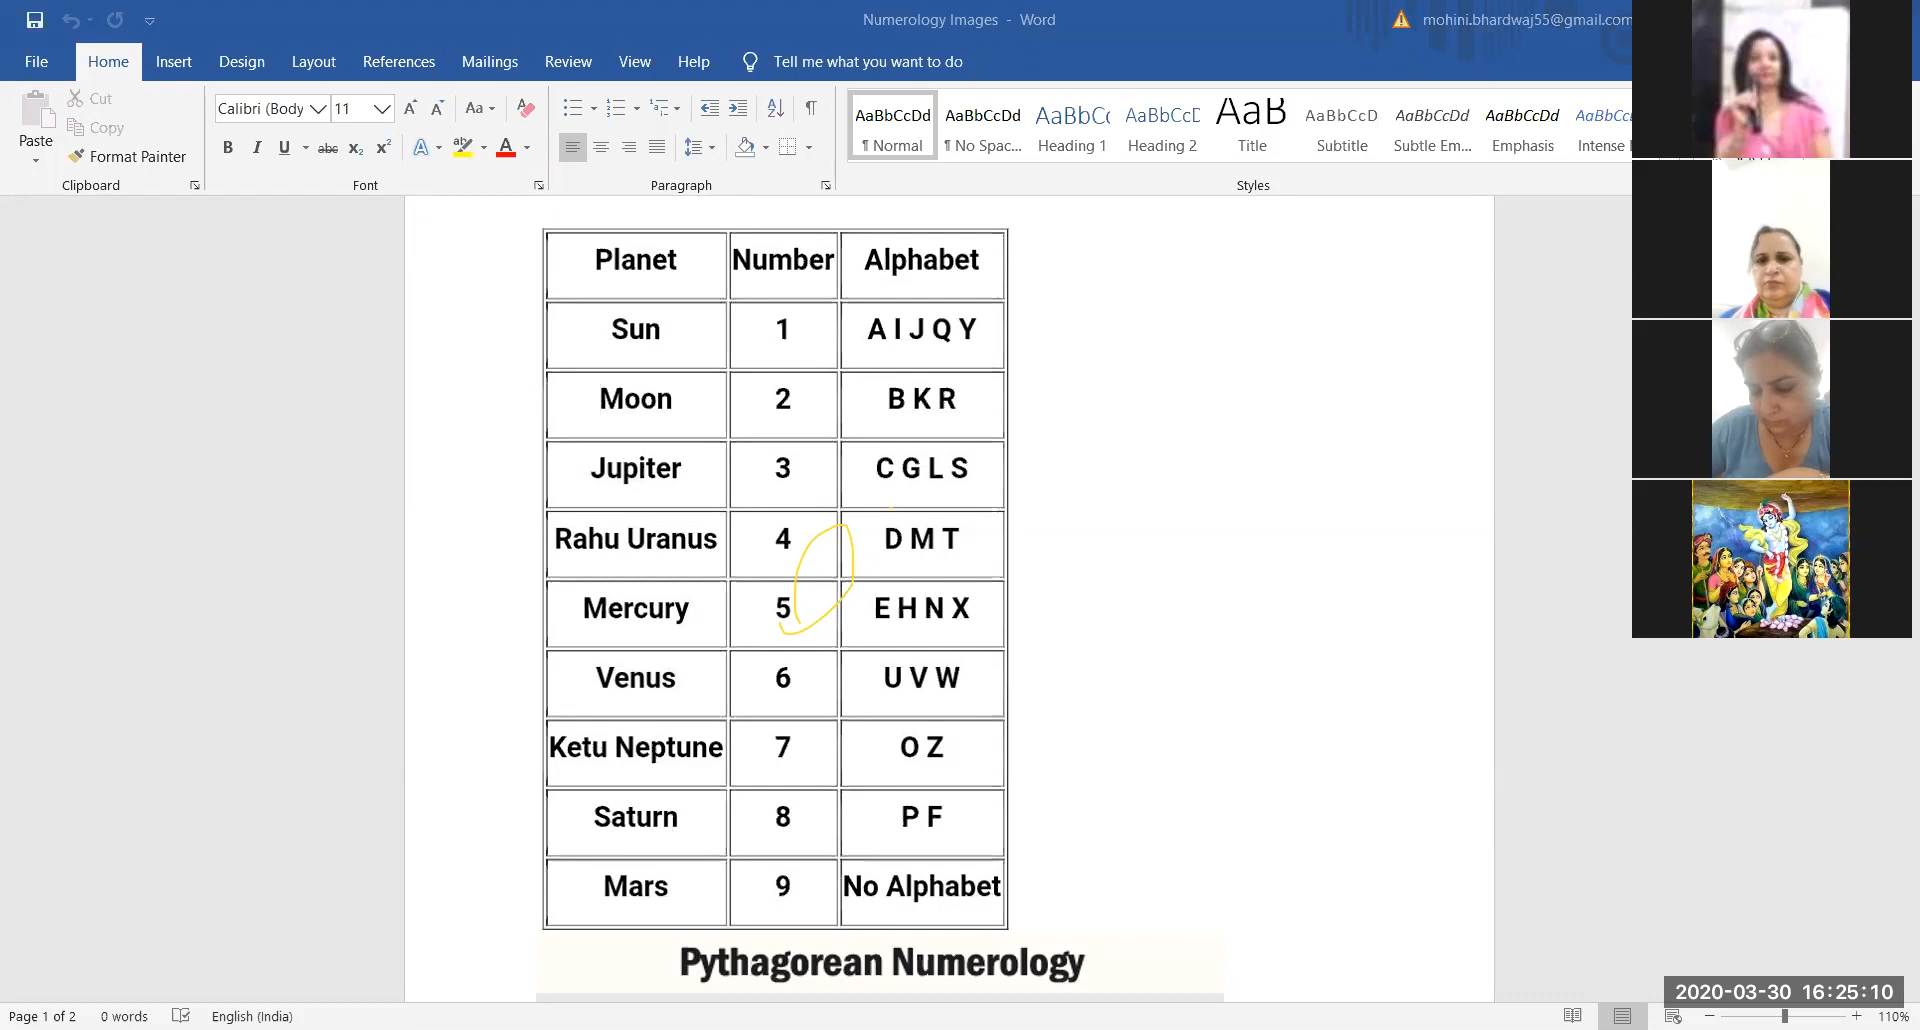 Numerology Images - Word
mohini.bhardwaj55@gmail.com
File Home Insert Design Layout References Mailings Review View Help Tell me what you want to do
Paste
Cut
Copy
Format Painter
Clipboard
Calibri (Body 11
Font
Paragraph
AaBbCcDd AaBbCcDd AaBbCc AaBbCcD AaB AaBbCcD AaBbCcDd AaBbCcDd AaBbCcD
¶ Normal ¶ No Spac... Heading 1 Heading 2 Title Subtitle Subtle Em... Emphasis Intense
Styles
Planet Number Alphabet
Sun 1 A I J Q Y
Moon 2 B K R
Jupiter 3 C G L S
Rahu Uranus 4 D M T
Mercury 5 E H N X
Venus 6 U V W
Ketu Neptune 7 O Z
Saturn 8 P F
Mars 9 No Alphabet
Pythagorean Numerology
2020-03-30 16:25:10
Page 1 of 2 0 words English (India) 110%